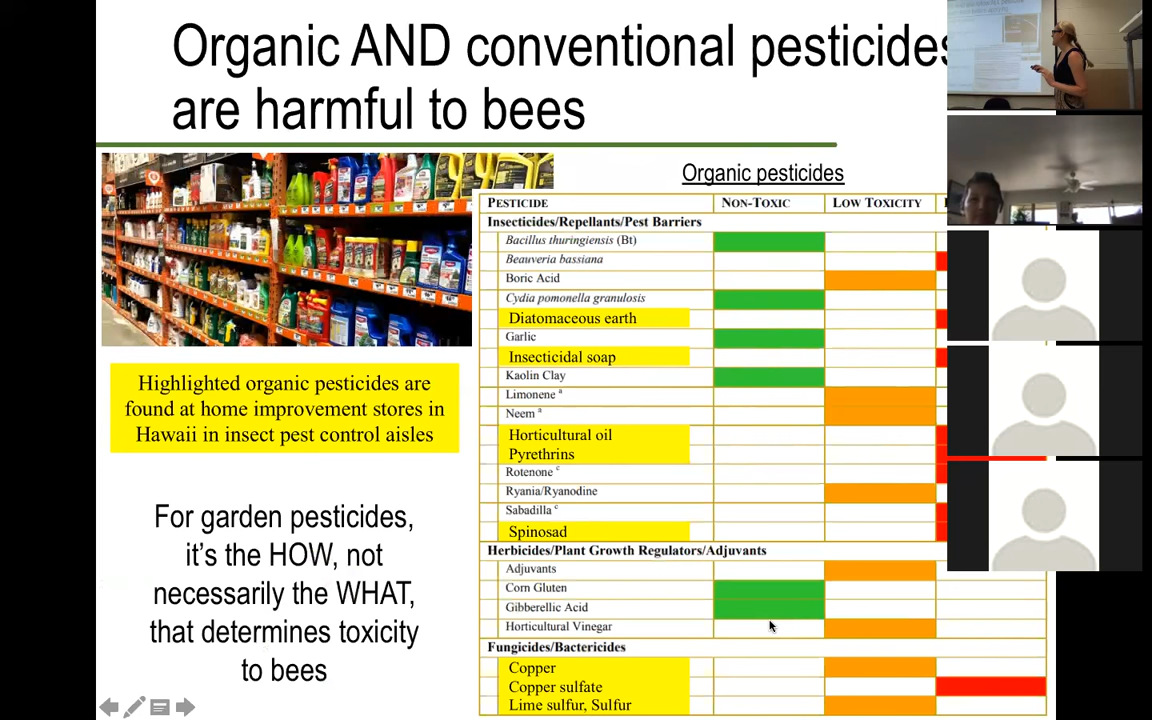 Organic AND conventional pesticides
are harmful to bees
Organic pesticides
PESTICIDE NON-TOXIC LOW TOXICITY
Insecticides/Repellants/Pest Barriers
Bacillus thuringiensis (Bt)
Beauveria bassiana
Boric Acid
Cydia pomonella granulosis
Diatomaceous earth
Garlic
Insecticidal soap
Kaolin Clay
Limonene a
Neem a
Horticultural oil
Pyrethrins
Rotenone c
Ryania/Ryanodine
Sabadilla c
Spinosad
Herbicides/Plant Growth Regulators/Adjuvants
Adjuvants
Corn Gluten
Gibberellic Acid
Horticultural Vinegar
Fungicides/Bactericides
Copper
Copper sulfate
Lime sulfur, Sulfur
Highlighted organic pesticides are
found at home improvement stores in
Hawaii in insect pest control aisles
For garden pesticides,
it's the HOW, not
necessarily the WHAT,
that determines toxicity
to bees